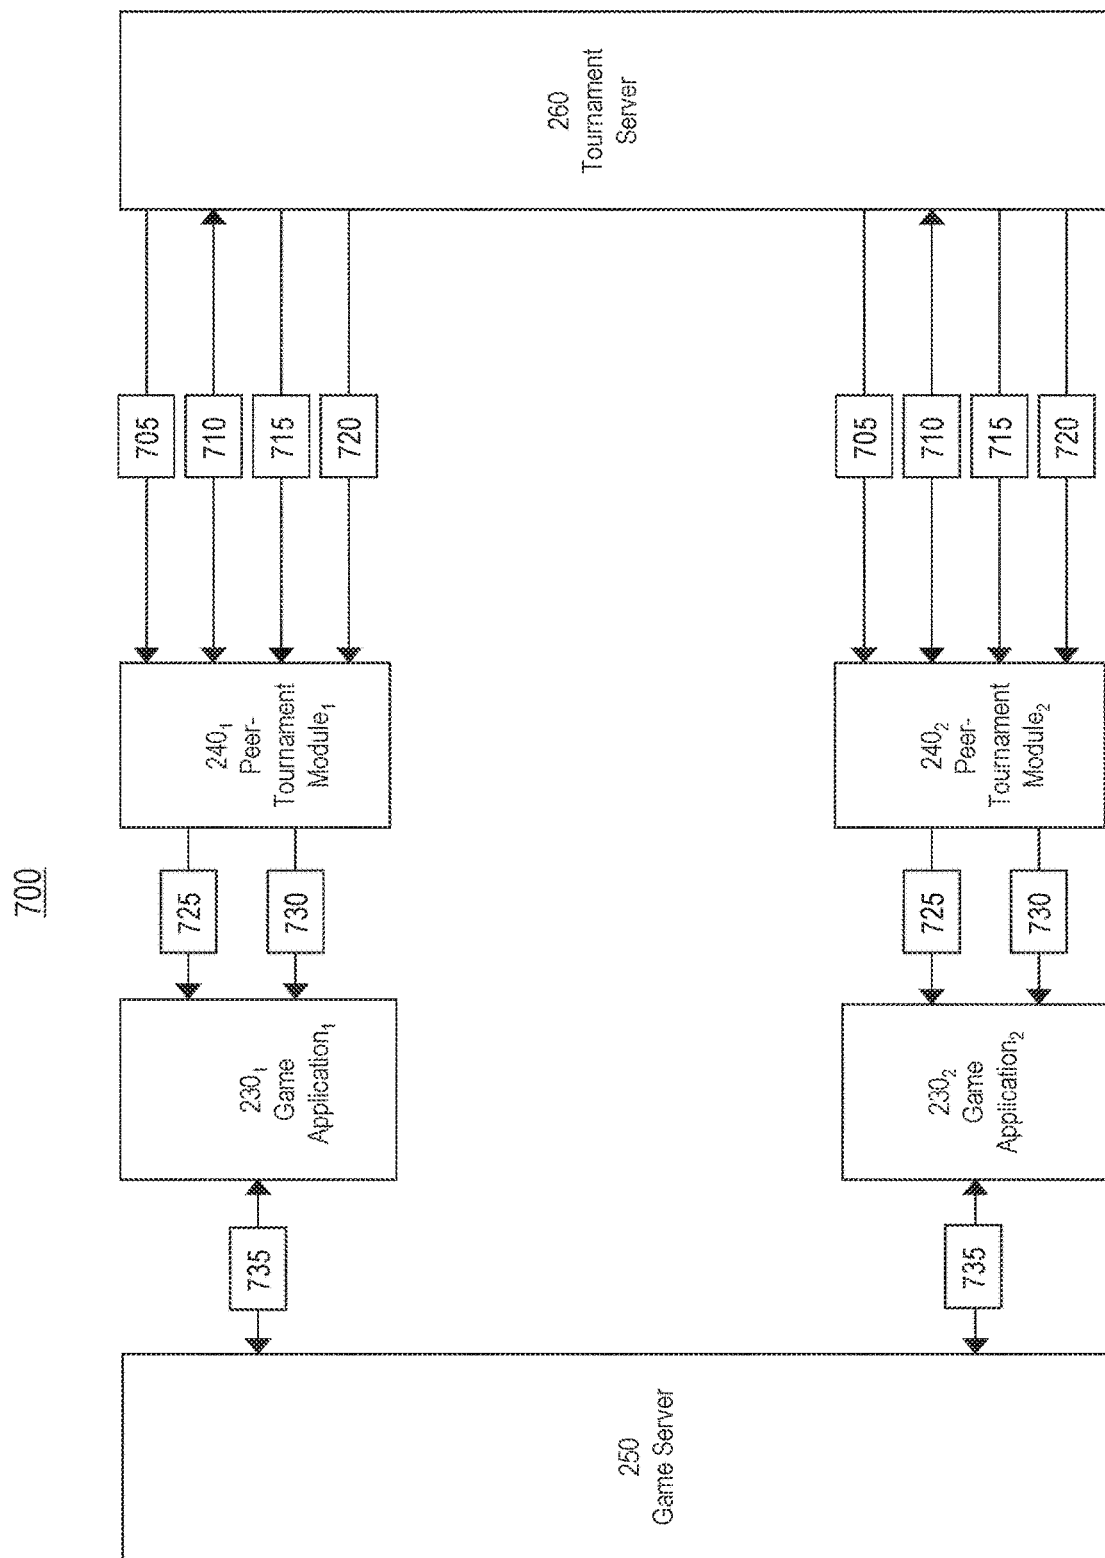 700
250
Game Server
735
735
230₁
Game
Application₁
230₂
Game
Application₂
725
730
725
730
240₁
Peer-
Tournament
Module₁
240₂
Peer-
Tournament
Module₂
705
710
715
720
705
710
715
720
260
Tournament
Server